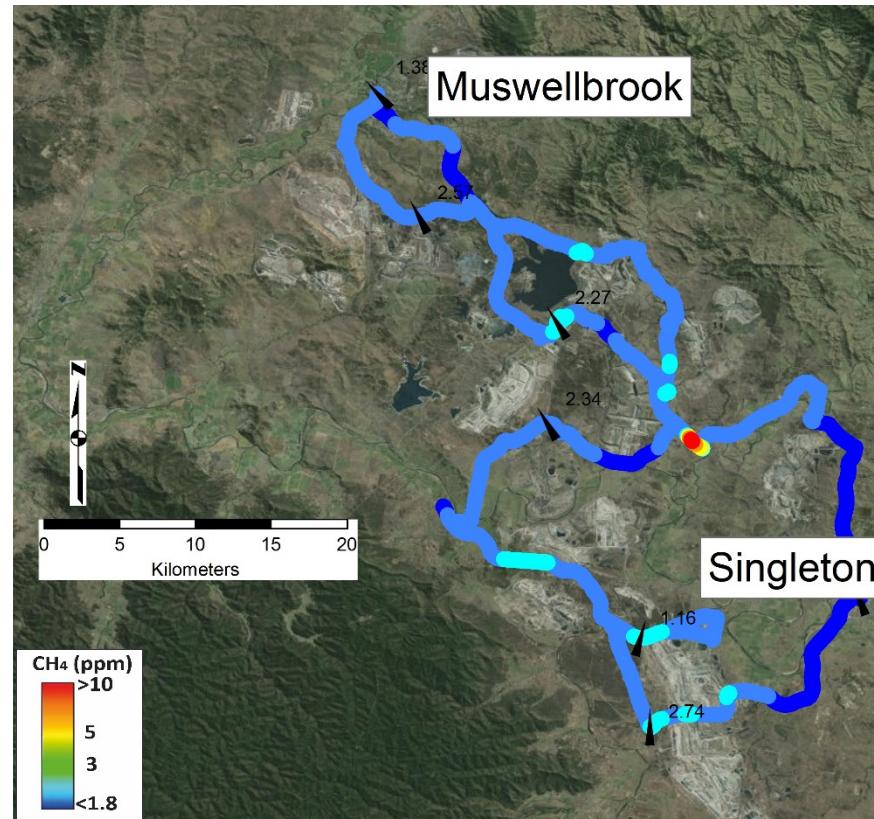 1.38
Muswellbrook
2.57
2.27
2.34
N
0 5 10 15 20
Kilometers
Singleton
1.16
2.74
CH₄ (ppm)
>10
5
3
<1.8